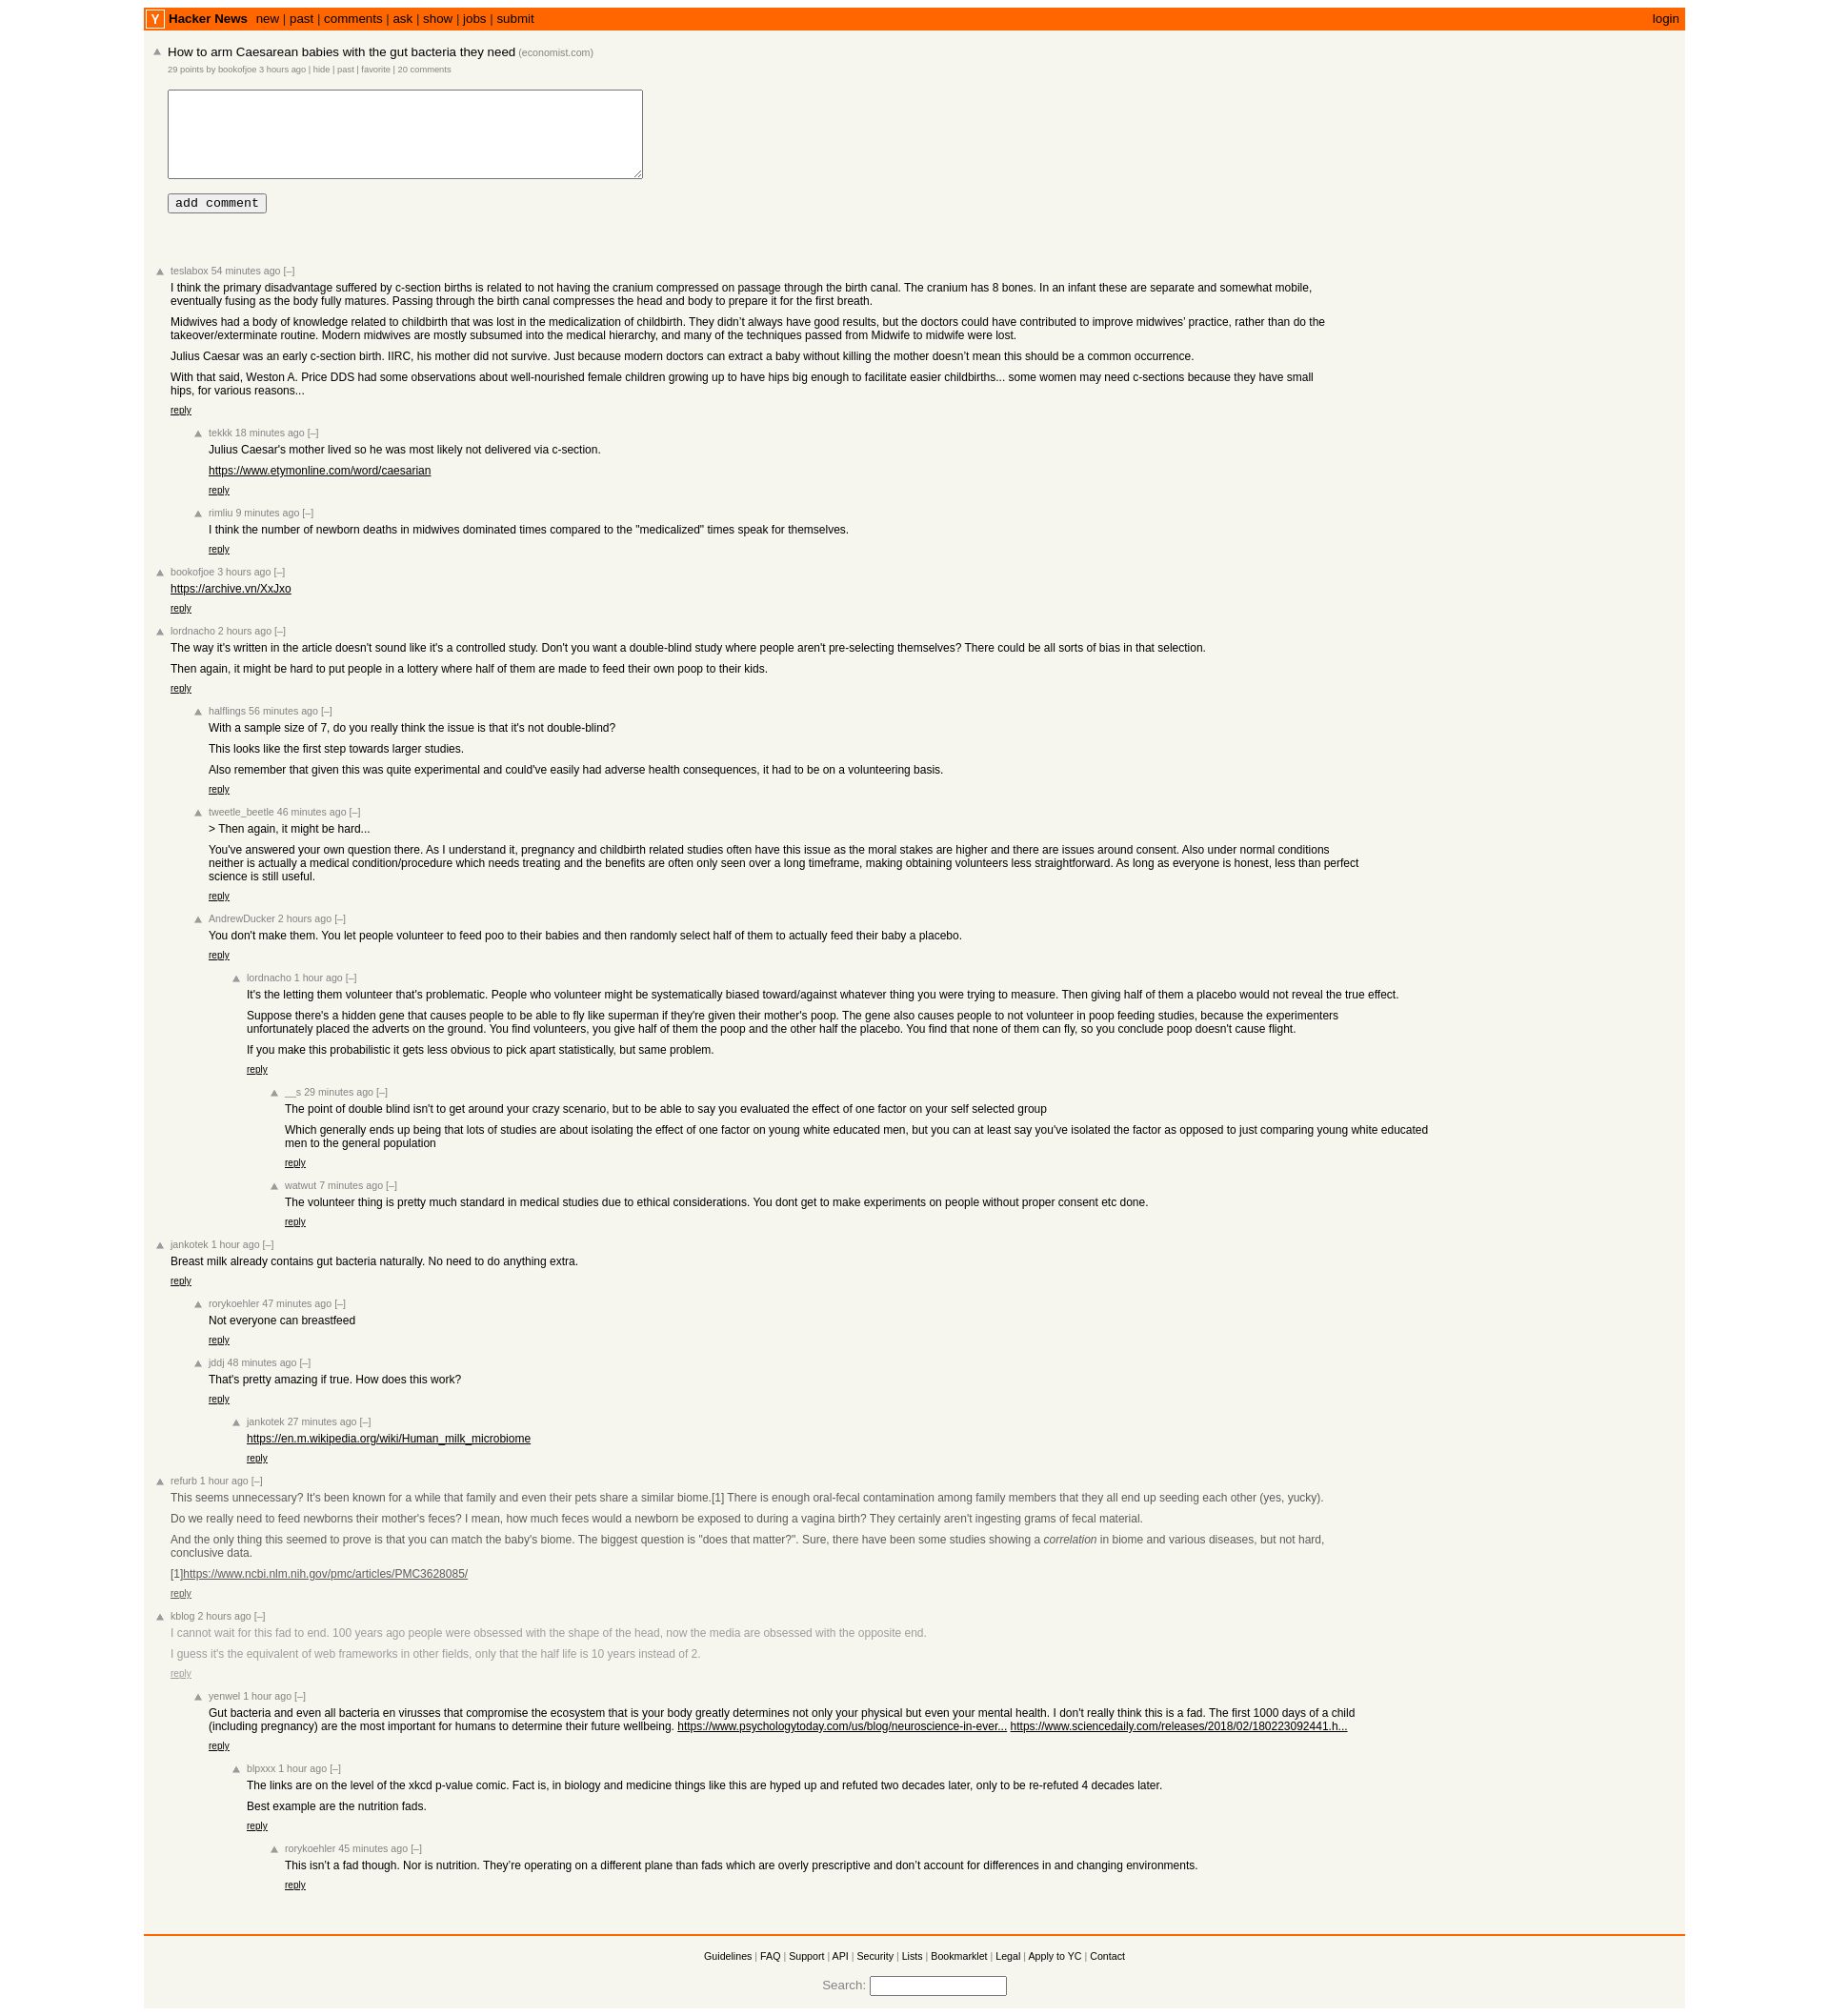 Y Hacker News new | past | comments | ask | show | jobs | submit login
How to arm Caesarean babies with the gut bacteria they need (economist.com)
29 points by bookofjoe 3 hours ago | hide | past | favorite | 20 comments
add comment
teslabox 54 minutes ago [–]
I think the primary disadvantage suffered by c-section births is related to not having the cranium compressed on passage through the birth canal. The cranium has 8 bones. In an infant these are separate and somewhat mobile,
eventually fusing as the body fully matures. Passing through the birth canal compresses the head and body to prepare it for the first breath.
Midwives had a body of knowledge related to childbirth that was lost in the medicalization of childbirth. They didn’t always have good results, but the doctors could have contributed to improve midwives’ practice, rather than do the
takeover/exterminate routine. Modern midwives are mostly subsumed into the medical hierarchy, and many of the techniques passed from Midwife to midwife were lost.
Julius Caesar was an early c-section birth. IIRC, his mother did not survive. Just because modern doctors can extract a baby without killing the mother doesn’t mean this should be a common occurrence.
With that said, Weston A. Price DDS had some observations about well-nourished female children growing up to have hips big enough to facilitate easier childbirths... some women may need c-sections because they have small
hips, for various reasons...
reply
tekkk 18 minutes ago [–]
Julius Caesar's mother lived so he was most likely not delivered via c-section.
https://www.etymonline.com/word/caesarian
reply
rimliu 9 minutes ago [–]
I think the number of newborn deaths in midwives dominated times compared to the "medicalized" times speak for themselves.
reply
bookofjoe 3 hours ago [–]
https://archive.vn/XxJxo
reply
lordnacho 2 hours ago [–]
The way it's written in the article doesn't sound like it's a controlled study. Don't you want a double-blind study where people aren't pre-selecting themselves? There could be all sorts of bias in that selection.
Then again, it might be hard to put people in a lottery where half of them are made to feed their own poop to their kids.
reply
halflings 56 minutes ago [–]
With a sample size of 7, do you really think the issue is that it's not double-blind?
This looks like the first step towards larger studies.
Also remember that given this was quite experimental and could've easily had adverse health consequences, it had to be on a volunteering basis.
reply
tweetle_beetle 46 minutes ago [–]
> Then again, it might be hard...
You've answered your own question there. As I understand it, pregnancy and childbirth related studies often have this issue as the moral stakes are higher and there are issues around consent. Also under normal conditions
neither is actually a medical condition/procedure which needs treating and the benefits are often only seen over a long timeframe, making obtaining volunteers less straightforward. As long as everyone is honest, less than perfect
science is still useful.
reply
AndrewDucker 2 hours ago [–]
You don't make them. You let people volunteer to feed poo to their babies and then randomly select half of them to actually feed their baby a placebo.
reply
lordnacho 1 hour ago [–]
It's the letting them volunteer that's problematic. People who volunteer might be systematically biased toward/against whatever thing you were trying to measure. Then giving half of them a placebo would not reveal the true effect.
Suppose there's a hidden gene that causes people to be able to fly like superman if they're given their mother's poop. The gene also causes people to not volunteer in poop feeding studies, because the experimenters
unfortunately placed the adverts on the ground. You find volunteers, you give half of them the poop and the other half the placebo. You find that none of them can fly, so you conclude poop doesn't cause flight.
If you make this probabilistic it gets less obvious to pick apart statistically, but same problem.
reply
__s 29 minutes ago [–]
The point of double blind isn't to get around your crazy scenario, but to be able to say you evaluated the effect of one factor on your self selected group
Which generally ends up being that lots of studies are about isolating the effect of one factor on young white educated men, but you can at least say you've isolated the factor as opposed to just comparing young white educated
men to the general population
reply
watwut 7 minutes ago [–]
The volunteer thing is pretty much standard in medical studies due to ethical considerations. You dont get to make experiments on people without proper consent etc done.
reply
jankotek 1 hour ago [–]
Breast milk already contains gut bacteria naturally. No need to do anything extra.
reply
rorykoehler 47 minutes ago [–]
Not everyone can breastfeed
reply
jddj 48 minutes ago [–]
That's pretty amazing if true. How does this work?
reply
jankotek 27 minutes ago [–]
https://en.m.wikipedia.org/wiki/Human_milk_microbiome
reply
refurb 1 hour ago [–]
This seems unnecessary? It's been known for a while that family and even their pets share a similar biome.[1] There is enough oral-fecal contamination among family members that they all end up seeding each other (yes, yucky).
Do we really need to feed newborns their mother's feces? I mean, how much feces would a newborn be exposed to during a vagina birth? They certainly aren't ingesting grams of fecal material.
And the only thing this seemed to prove is that you can match the baby's biome. The biggest question is "does that matter?". Sure, there have been some studies showing a correlation in biome and various diseases, but not hard,
conclusive data.
[1]https://www.ncbi.nlm.nih.gov/pmc/articles/PMC3628085/
reply
kblog 2 hours ago [–]
I cannot wait for this fad to end. 100 years ago people were obsessed with the shape of the head, now the media are obsessed with the opposite end.
I guess it's the equivalent of web frameworks in other fields, only that the half life is 10 years instead of 2.
reply
yenwel 1 hour ago [–]
Gut bacteria and even all bacteria en virusses that compromise the ecosystem that is your body greatly determines not only your physical but even your mental health. I don't really think this is a fad. The first 1000 days of a child
(including pregnancy) are the most important for humans to determine their future wellbeing. https://www.psychologytoday.com/us/blog/neuroscience-in-ever... https://www.sciencedaily.com/releases/2018/02/180223092441.h...
reply
blpxxx 1 hour ago [–]
The links are on the level of the xkcd p-value comic. Fact is, in biology and medicine things like this are hyped up and refuted two decades later, only to be re-refuted 4 decades later.
Best example are the nutrition fads.
reply
rorykoehler 45 minutes ago [–]
This isn’t a fad though. Nor is nutrition. They’re operating on a different plane than fads which are overly prescriptive and don’t account for differences in and changing environments.
reply
Guidelines | FAQ | Support | API | Security | Lists | Bookmarklet | Legal | Apply to YC | Contact
Search: